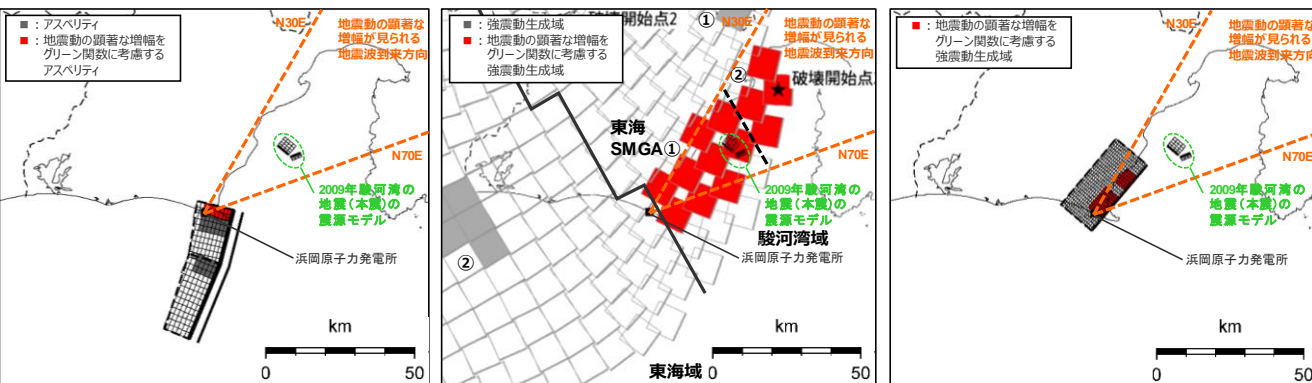 ■ : アスペリティ
■ : 地震動の顕著な増幅を
グリーン関数に考慮する
アスペリティ
N30E
地震動の顕著な
増幅が見られる
地震波到来方向
N70E
2009年駿河湾の
地震(本震)の
震源モデル
浜岡原子力発電所
km
0
50
■ : 強震動生成域
■ : 地震動の顕著な増幅を
グリーン関数に考慮する
強震動生成域
破壊開始点2
①
N30E
地震動の顕著な
増幅が見られる
地震波到来方向
②
破壊開始点
東海
SMGA①
N70E
2009年駿河湾の
地震(本震)の
震源モデル
駿河湾域
浜岡原子力発電所
②
km
東海域
0
50
■ : 地震動の顕著な増幅を
グリーン関数に考慮する
強震動生成域
N30E
地震動の顕著な
増幅が見られる
地震波到来方向
N70E
2009年駿河湾の
地震(本震)の
震源モデル
浜岡原子力発電所
km
0
50